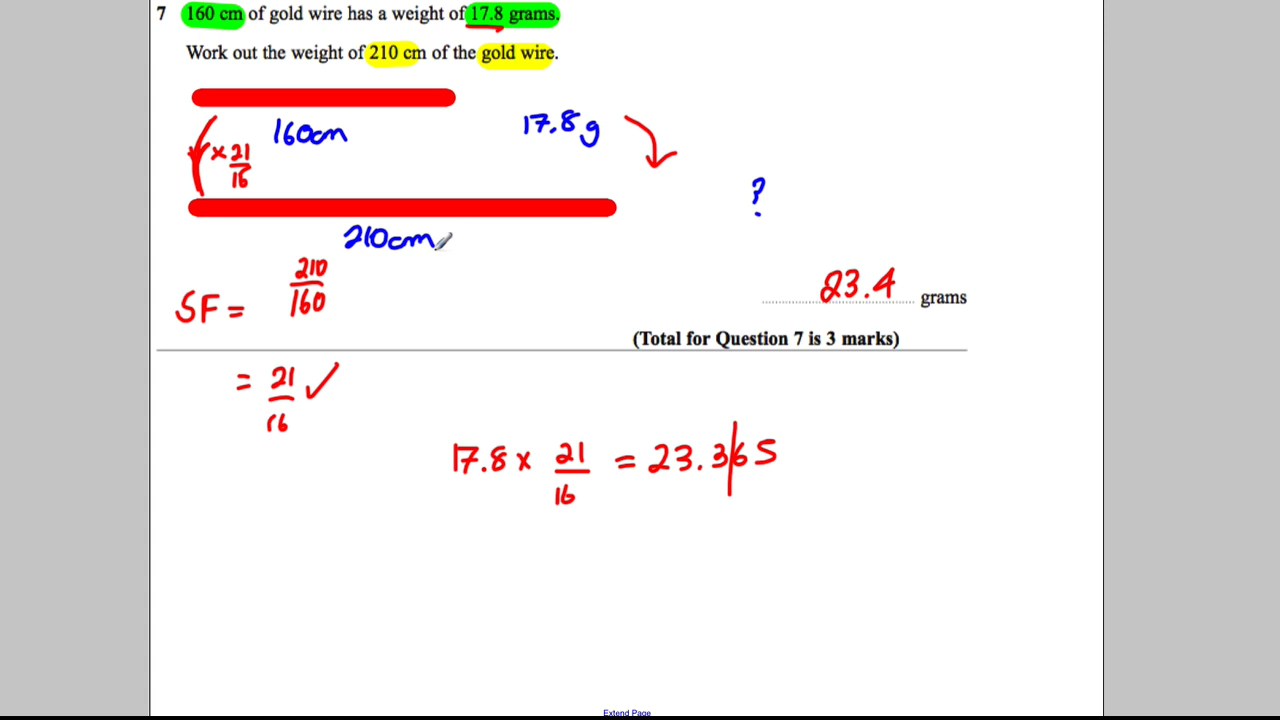 7 160 cm of gold wire has a weight of 17.8 grams.
Work out the weight of 210 cm of the gold wire.
160cm
17.8g
× 21
16
?
210cm
SF = 210
160
23.4 grams
(Total for Question 7 is 3 marks)
= 21 ✓
16
17.8 × 21 = 23.365
16
Extend Page